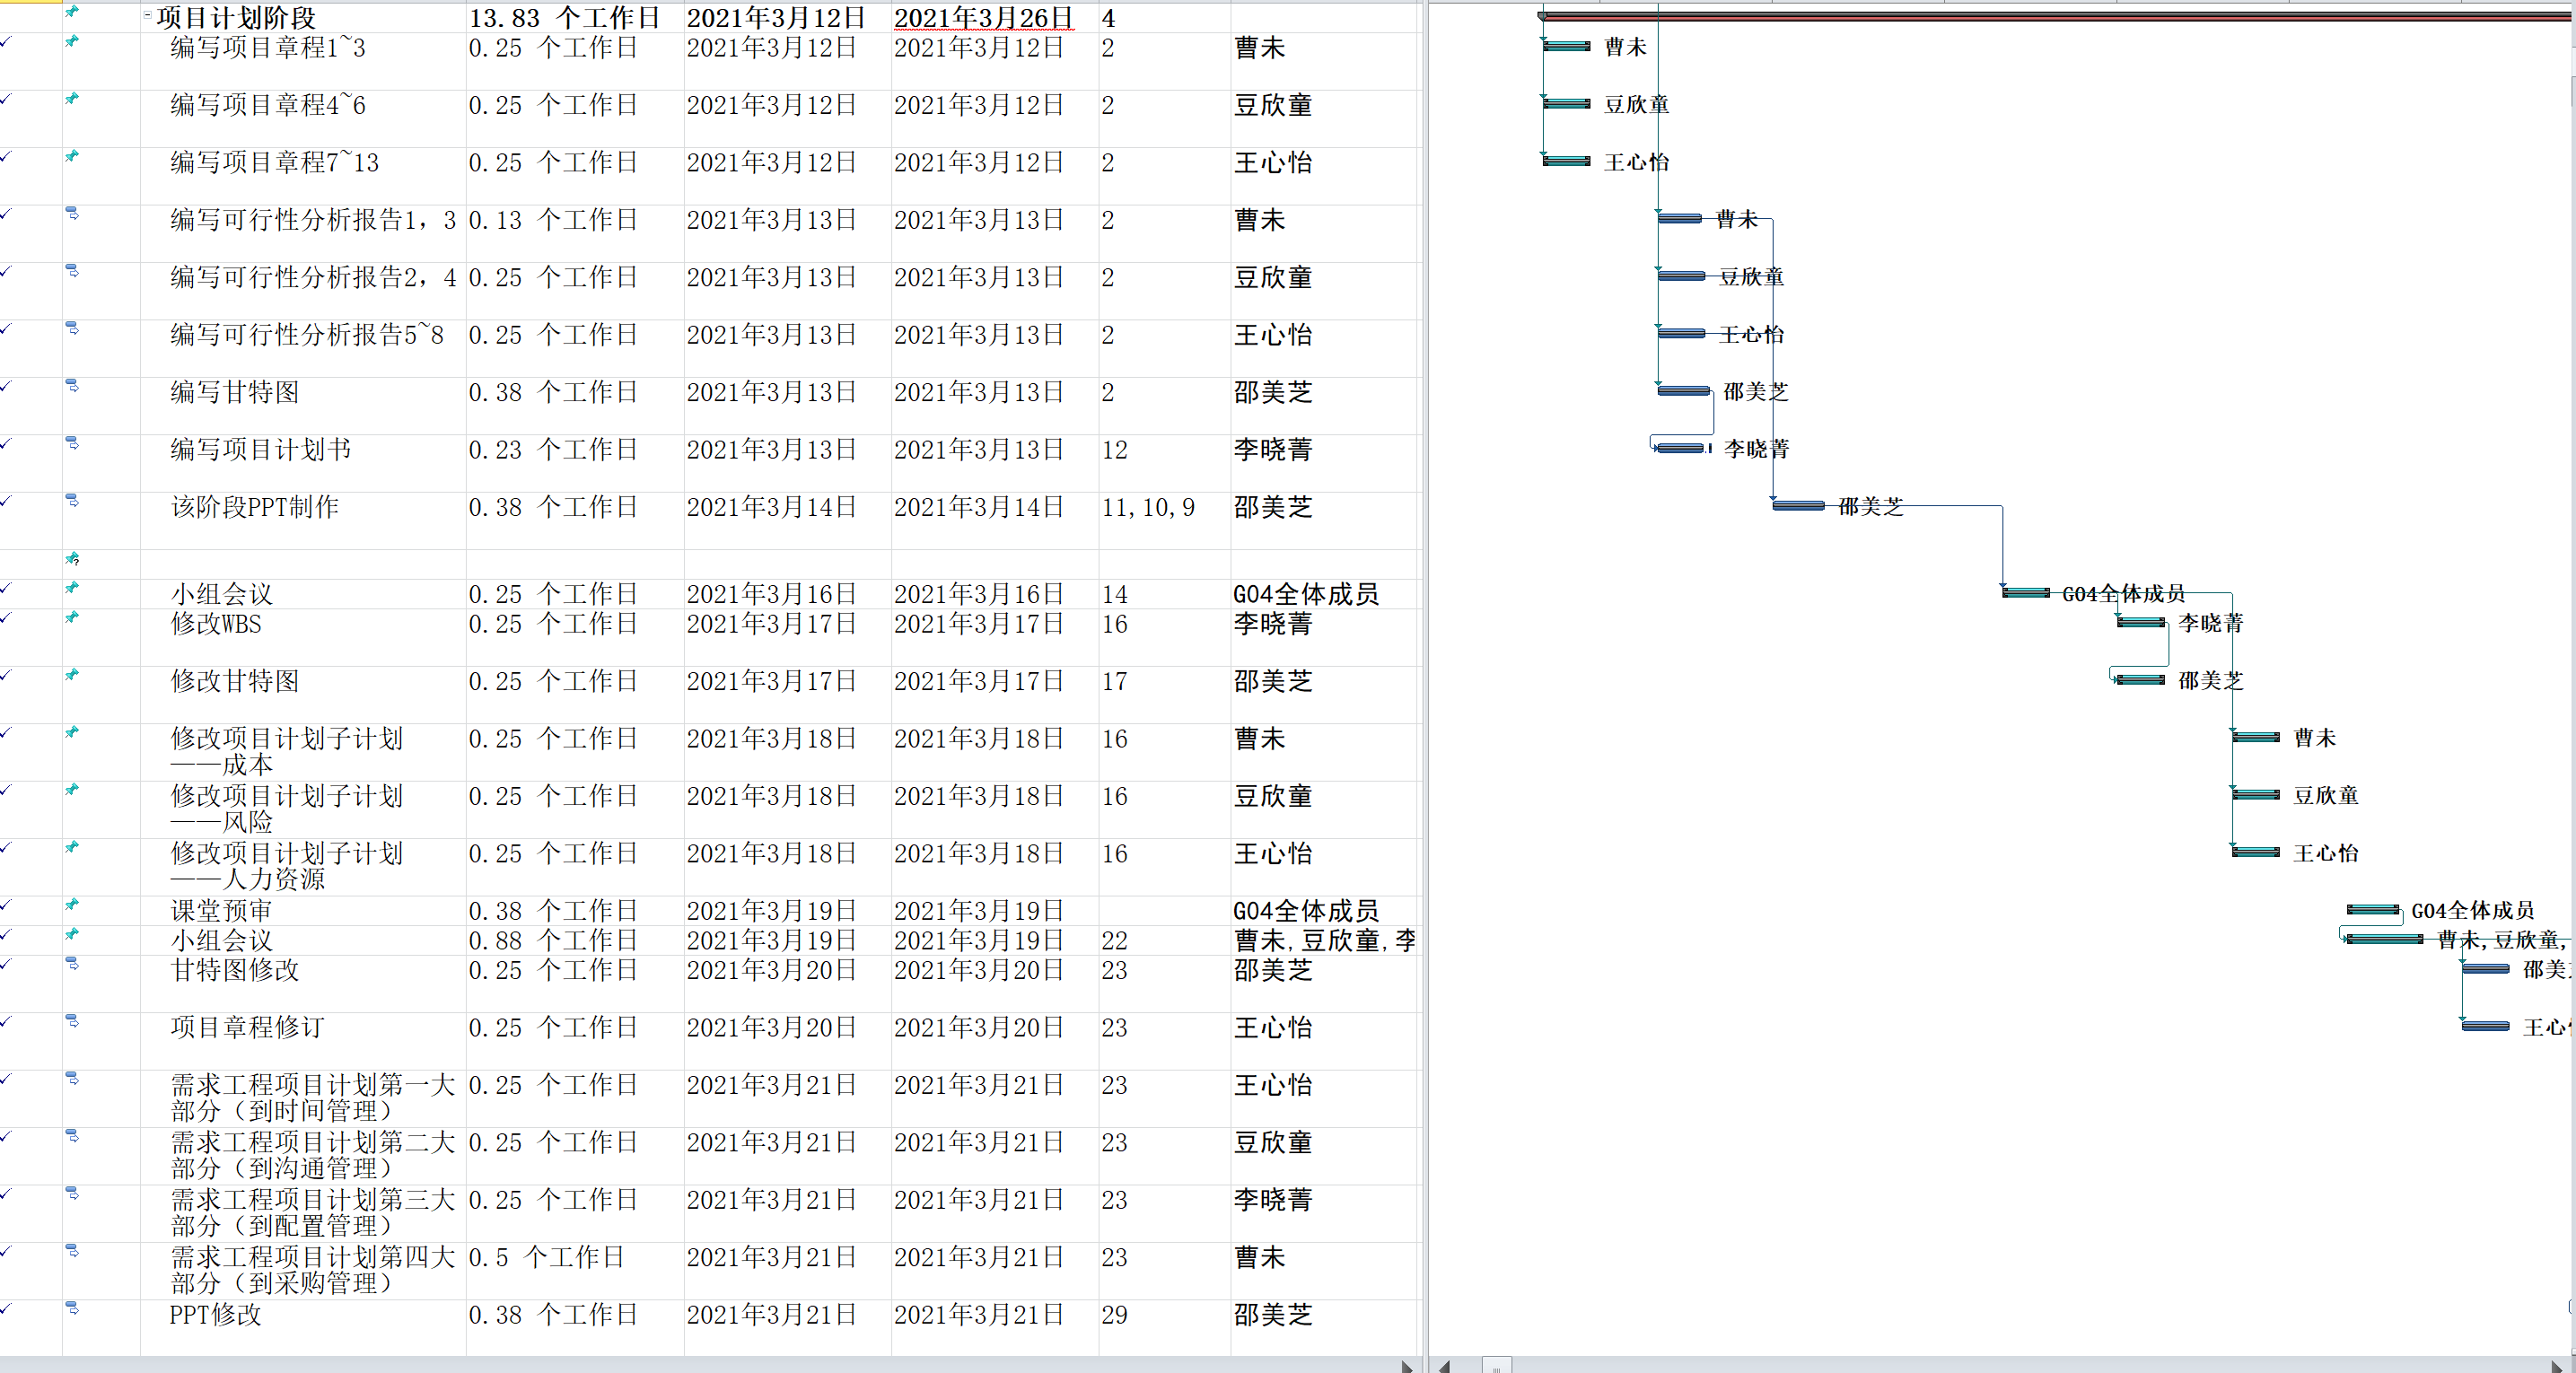 项目计划阶段 13.83 个工作日 2021年3月12日 2021年3月26日 4
编写项目章程1~3 0.25 个工作日 2021年3月12日 2021年3月12日 2 曹未 曹未
编写项目章程4~6 0.25 个工作日 2021年3月12日 2021年3月12日 2 豆欣童 豆欣童
编写项目章程7~13 0.25 个工作日 2021年3月12日 2021年3月12日 2 王心怡 王心怡
编写可行性分析报告1，3 0.13 个工作日 2021年3月13日 2021年3月13日 2 曹未 曹未
编写可行性分析报告2，4 0.25 个工作日 2021年3月13日 2021年3月13日 2 豆欣童 豆欣童
编写可行性分析报告5~8 0.25 个工作日 2021年3月13日 2021年3月13日 2 王心怡 王心怡
编写甘特图 0.38 个工作日 2021年3月13日 2021年3月13日 2 邵美芝 邵美芝
编写项目计划书 0.23 个工作日 2021年3月13日 2021年3月13日 12 李晓菁 李晓菁
该阶段PPT制作 0.38 个工作日 2021年3月14日 2021年3月14日 11,10,9 邵美芝 邵美芝
小组会议 0.25 个工作日 2021年3月16日 2021年3月16日 14 G04全体成员 G04全体成员
修改WBS 0.25 个工作日 2021年3月17日 2021年3月17日 16 李晓菁 李晓菁
修改甘特图 0.25 个工作日 2021年3月17日 2021年3月17日 17 邵美芝 邵美芝
修改项目计划子计划 0.25 个工作日 2021年3月18日 2021年3月18日 16 曹未 曹未
——成本
修改项目计划子计划 0.25 个工作日 2021年3月18日 2021年3月18日 16 豆欣童 豆欣童
——风险
修改项目计划子计划 0.25 个工作日 2021年3月18日 2021年3月18日 16 王心怡 王心怡
——人力资源
课堂预审 0.38 个工作日 2021年3月19日 2021年3月19日 G04全体成员 G04全体成员
小组会议 0.88 个工作日 2021年3月19日 2021年3月19日 22 曹未,豆欣童,李 曹未,豆欣童,
甘特图修改 0.25 个工作日 2021年3月20日 2021年3月20日 23 邵美芝 邵美
项目章程修订 0.25 个工作日 2021年3月20日 2021年3月20日 23 王心怡 王心
需求工程项目计划第一大 0.25 个工作日 2021年3月21日 2021年3月21日 23 王心怡
部分（到时间管理）
需求工程项目计划第二大 0.25 个工作日 2021年3月21日 2021年3月21日 23 豆欣童
部分（到沟通管理）
需求工程项目计划第三大 0.25 个工作日 2021年3月21日 2021年3月21日 23 李晓菁
部分（到配置管理）
需求工程项目计划第四大 0.5 个工作日 2021年3月21日 2021年3月21日 23 曹未
部分（到采购管理）
PPT修改 0.38 个工作日 2021年3月21日 2021年3月21日 29 邵美芝